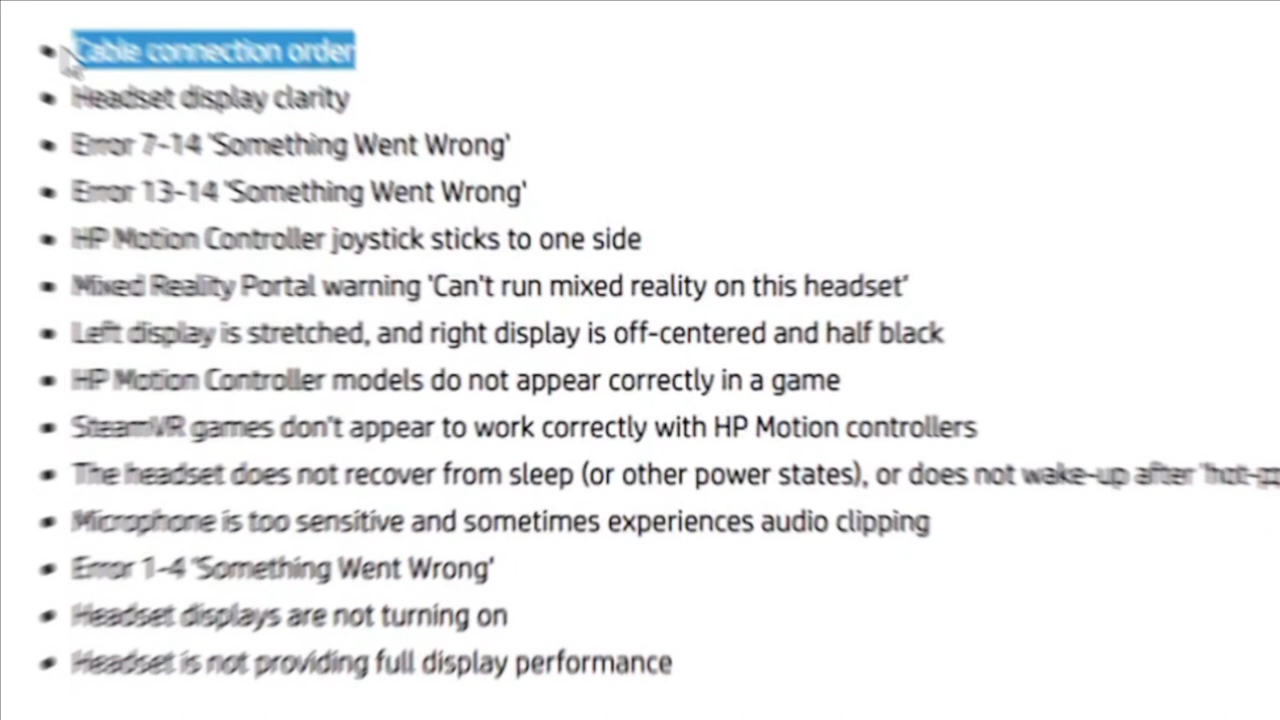 Cable connection order
Headset display clarity
Error 7-14 'Something Went Wrong'
Error 13-14 'Something Went Wrong'
HP Motion Controller joystick sticks to one side
Mixed Reality Portal warning 'Can't run mixed reality on this headset'
Left display is stretched, and right display is off-centered and half black
HP Motion Controller models do not appear correctly in a game
SteamVR games don't appear to work correctly with HP Motion controllers
The headset does not recover from sleep (or other power states), or does not wake-up after
Microphone is too sensitive and sometimes experiences audio clipping
Error 1-4 'Something Went Wrong'
Headset displays are not turning on
Headset is not providing full display performance